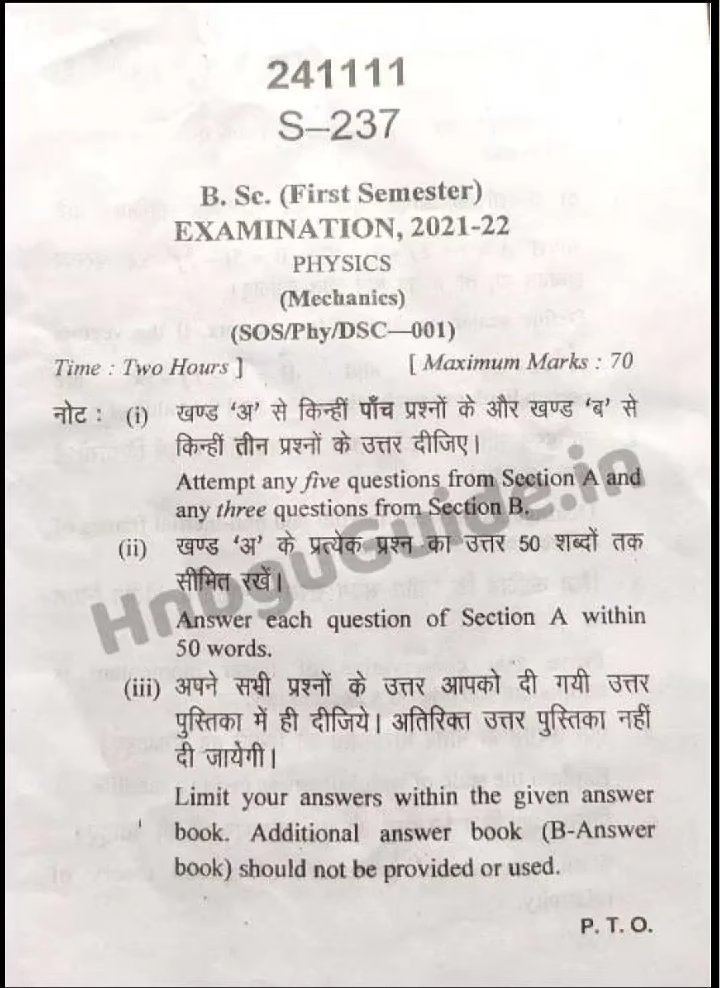 241111
S–237
B. Sc. (First Semester)
EXAMINATION, 2021-22
PHYSICS
(Mechanics)
(SOS/Phy/DSC—001)
Time : Two Hours ] [ Maximum Marks : 70
नोट : (i) खण्ड ‘अ’ से किन्हीं पाँच प्रश्नों के और खण्ड ‘ब’ से
किन्हीं तीन प्रश्नों के उत्तर दीजिए।
Attempt any five questions from Section A and
any three questions from Section B.
(ii) खण्ड ‘अ’ के प्रत्येक प्रश्न का उत्तर 50 शब्दों तक
सीमित रखें।
Answer each question of Section A within
50 words.
(iii) अपने सभी प्रश्नों के उत्तर आपको दी गयी उत्तर
पुस्तिका में ही दीजिये। अतिरिक्त उत्तर पुस्तिका नहीं
दी जायेगी।
Limit your answers within the given answer
book. Additional answer book (B-Answer
book) should not be provided or used.
P. T. O.
HnbguGuide.in